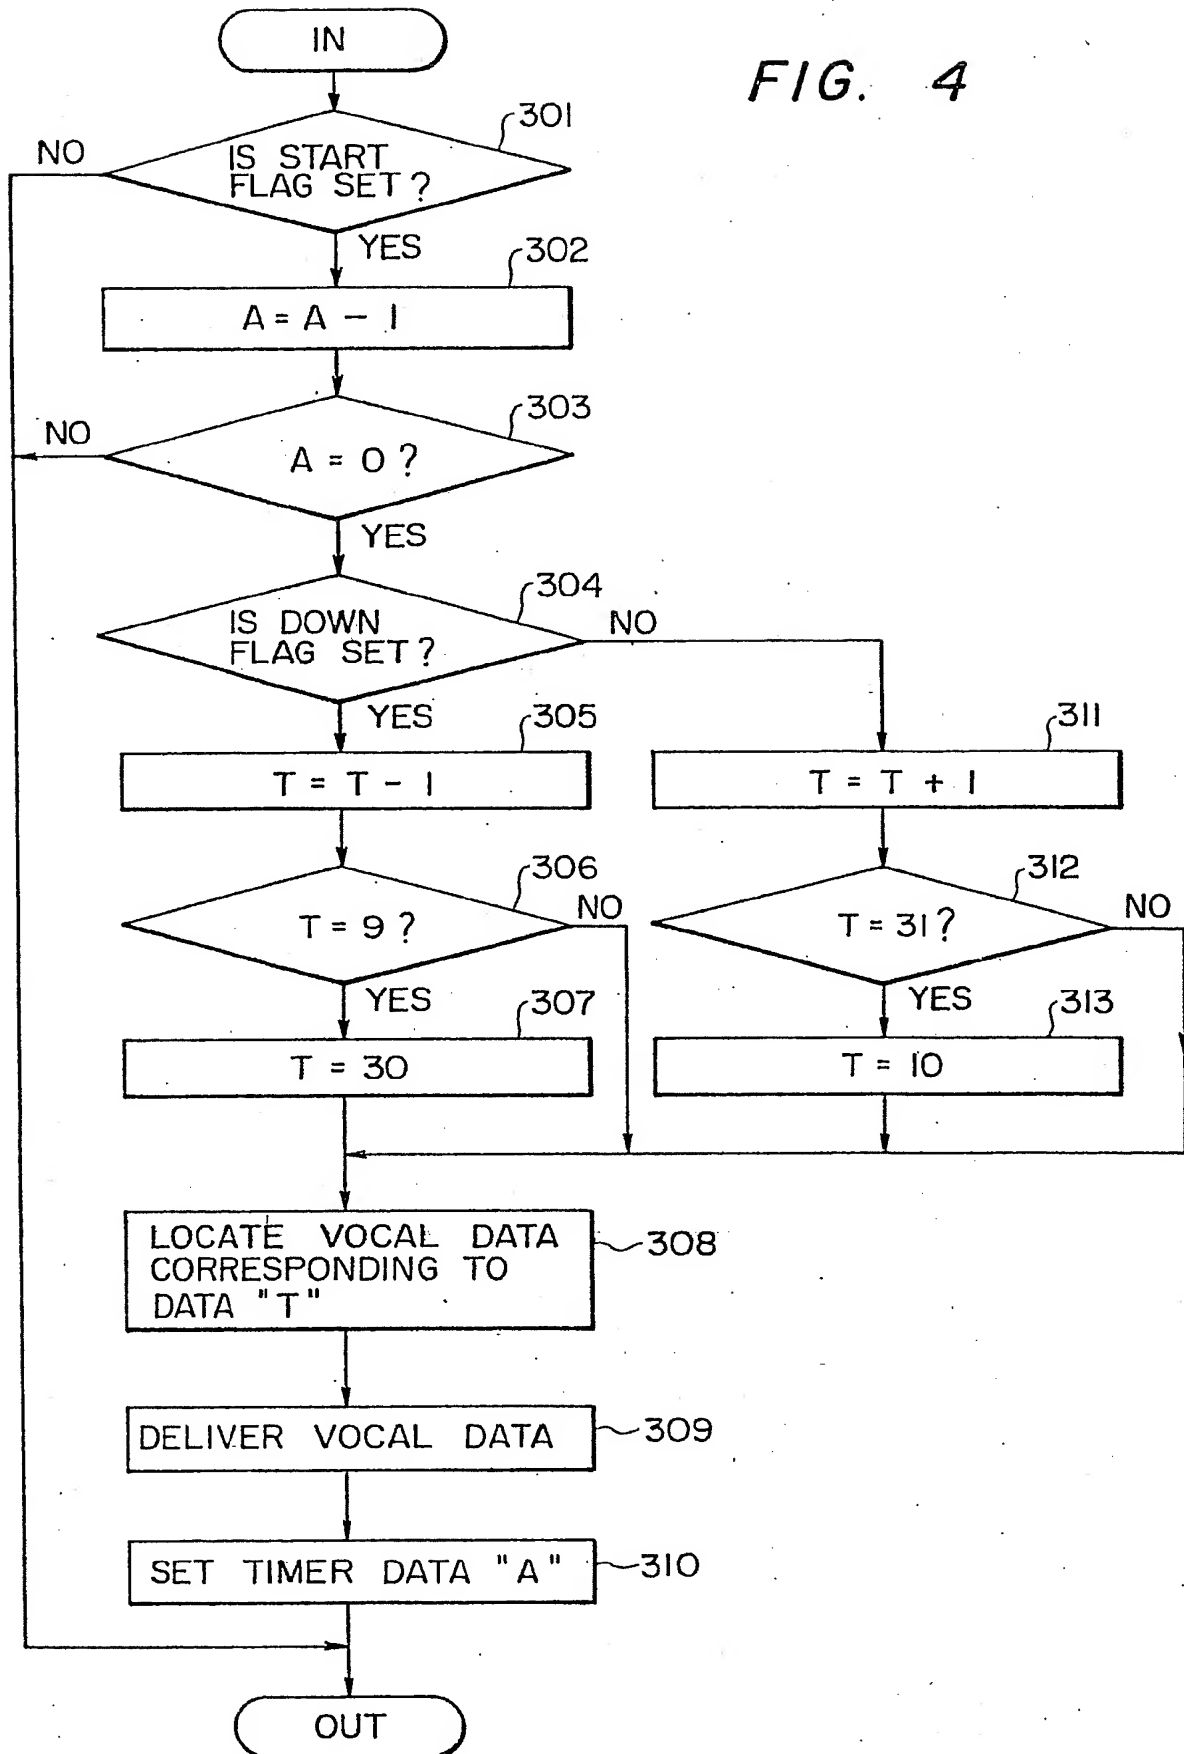 FIG. 4
IN
301
NO
IS START
FLAG SET?
YES
302
A = A - 1
303
NO
A = 0?
YES
304
IS DOWN
FLAG SET?
NO
YES
305
T = T - 1
311
T = T + 1
306
T = 9?
NO
312
T = 31?
NO
YES
307
T = 30
YES
313
T = 10
LOCATE VOCAL DATA
CORRESPONDING TO
DATA "T"
308
DELIVER VOCAL DATA
309
SET TIMER DATA "A"
310
OUT